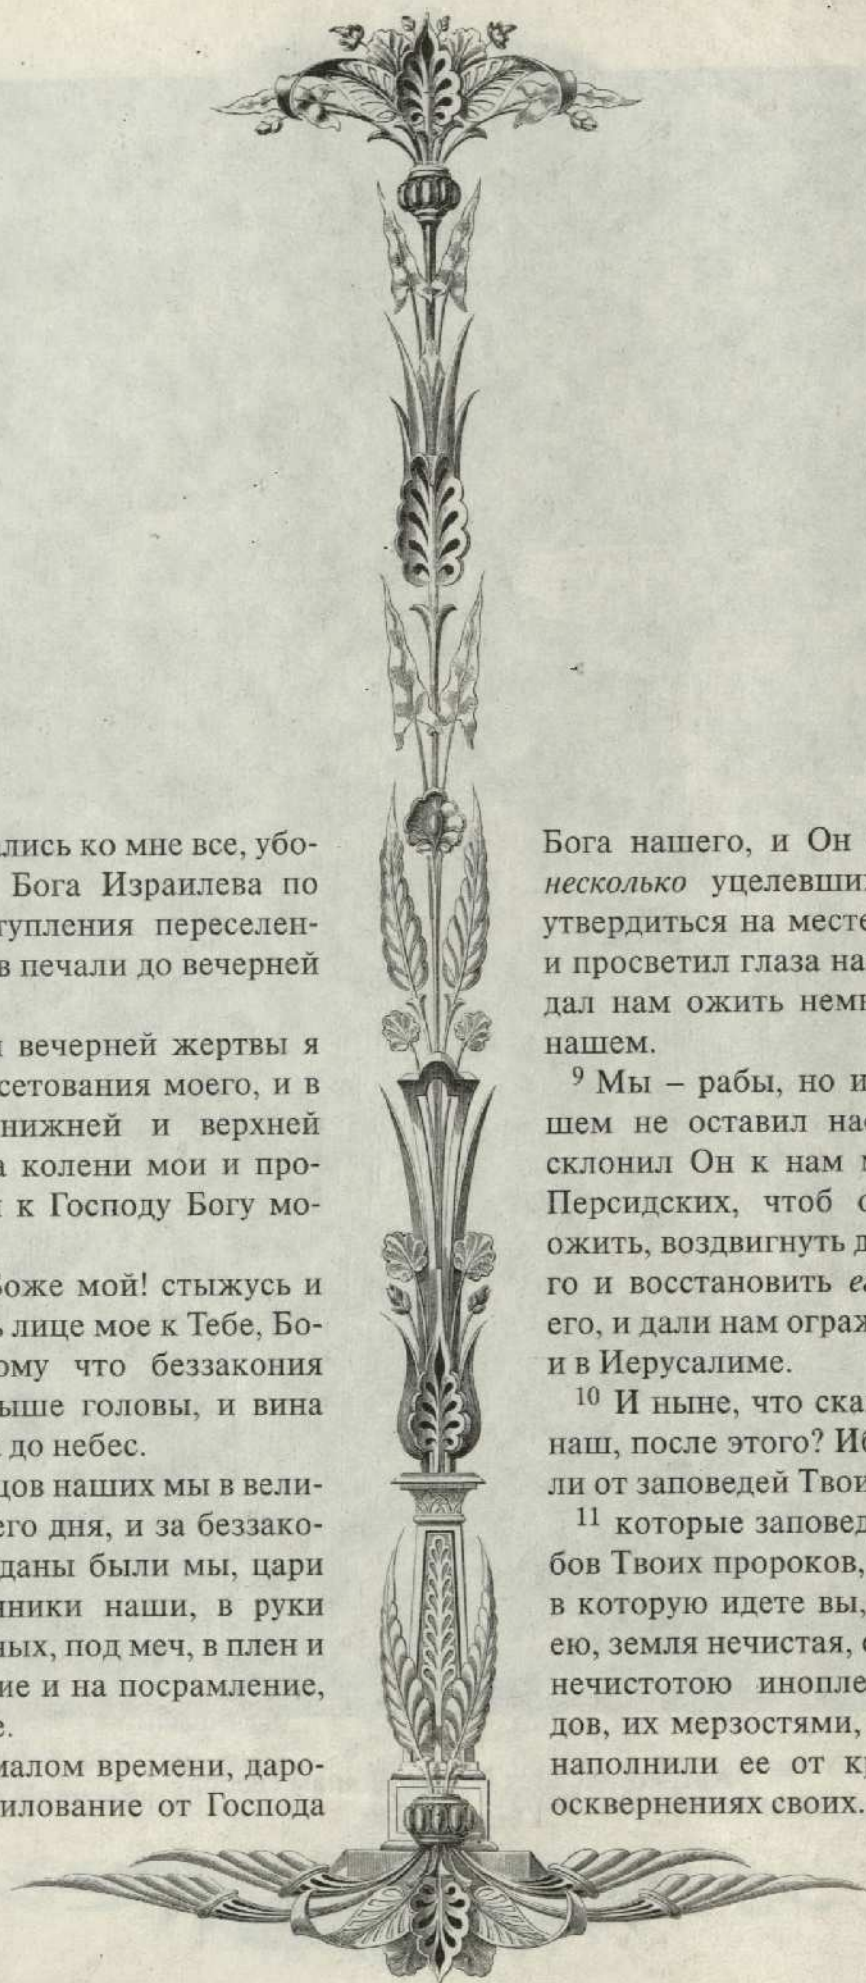 лись ко мне все, убо-
Бога Израилева по
тупления переселен-
в печали до вечерней
вечерней жертвы я
сетования моего, и в
нижней и верхней
а колени мои и про-
к Господу Богу мо-
Боже мой! стыжусь и
ь лице мое к Тебе, Бо-
ому что беззакония
ыше головы, и вина
до небес.
цов наших мы в вели-
его дня, и за беззако-
даны были мы, цари
нники наши, в руки
ных, под меч, в плен и
ие и на посрамление,
е.
малом времени, даро-
илование от Господа
Бога нашего, и Он
несколько уцелевши
утвердиться на месте
и просветил глаза на
дал нам ожить немн
нашем.
9 Мы – рабы, но и
шем не оставил нас
склонил Он к нам м
Персидских, чтоб о
ожить, воздвигнуть д
го и восстановить е
его, и дали нам ограж
и в Иерусалиме.
10 И ныне, что ска
наш, после этого? Иб
ли от заповедей Твои
11 которые заповед
бов Твоих пророков,
в которую идете вы,
ею, земля нечистая, о
нечистотою инопле
дов, их мерзостями,
наполнили ее от кр
осквернениях своих.